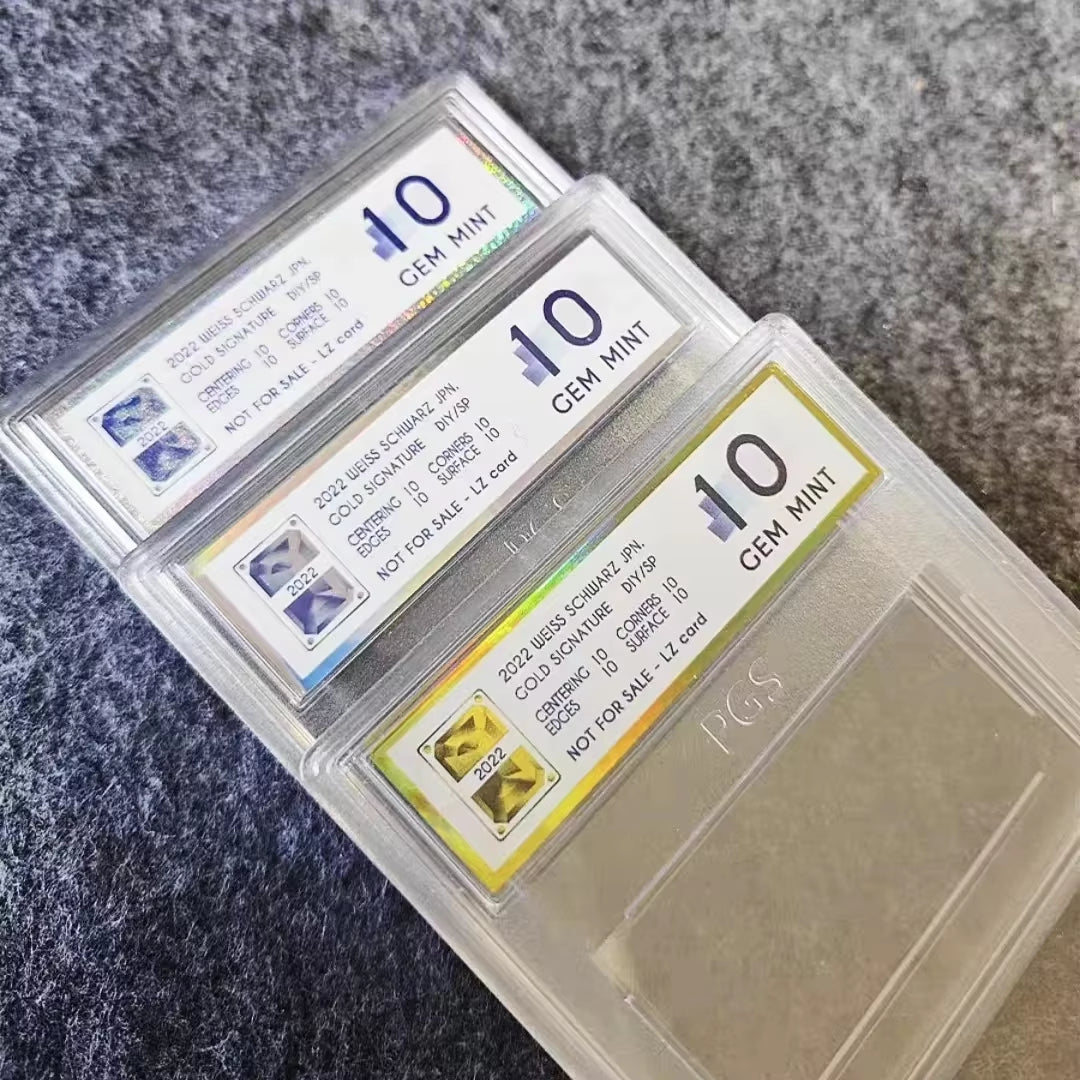 10
GEM MINT
2022 WEISS SCHWARZ JPN.
GOLD SIGNATURE DIY/SP
CENTERING 10 CORNERS 10
EDGES 10 SURFACE 10
NOT FOR SALE - LZ card
2022
10
GEM MINT
2022 WEISS SCHWARZ JPN.
GOLD SIGNATURE DIY/SP
CENTERING 10 CORNERS 10
EDGES 10 SURFACE 10
NOT FOR SALE - LZ card
2022
10
GEM MINT
2022 WEISS SCHWARZ JPN.
GOLD SIGNATURE DIY/SP
CENTERING 10 CORNERS 10
EDGES 10 SURFACE 10
NOT FOR SALE - LZ card
2022
PGS